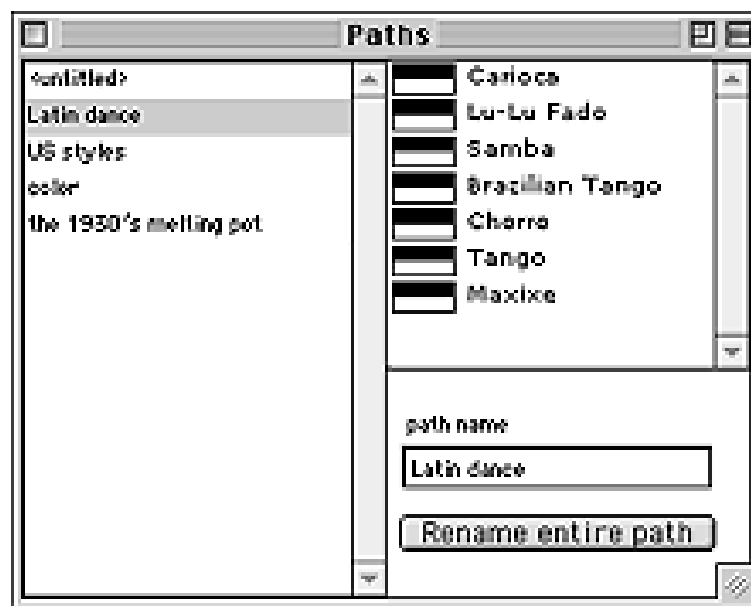 Paths
<untitled>
Latin dance
US styles
color
the 1930's melting pot
Carioca
Lu-Lu Fado
Samba
Brazilian Tango
Charro
Tango
Maxixe
path name
Latin dance
Rename entire path